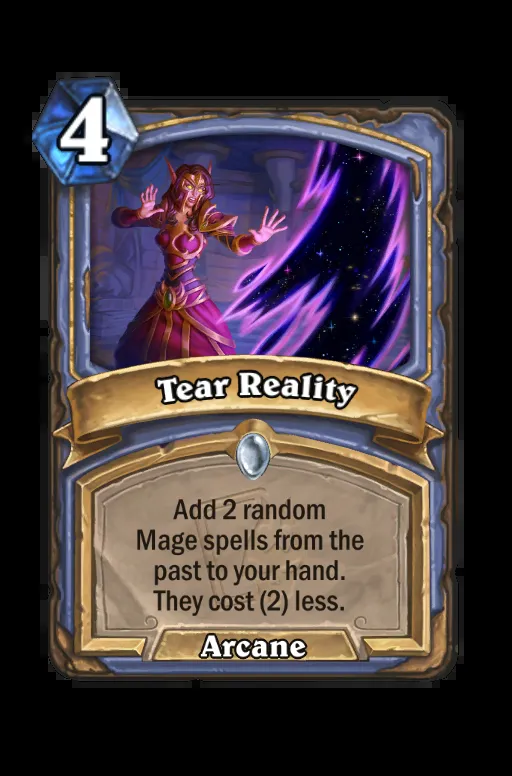 4
Tear Reality
Add 2 random
Mage spells from the
past to your hand.
They cost (2) less.
Arcane